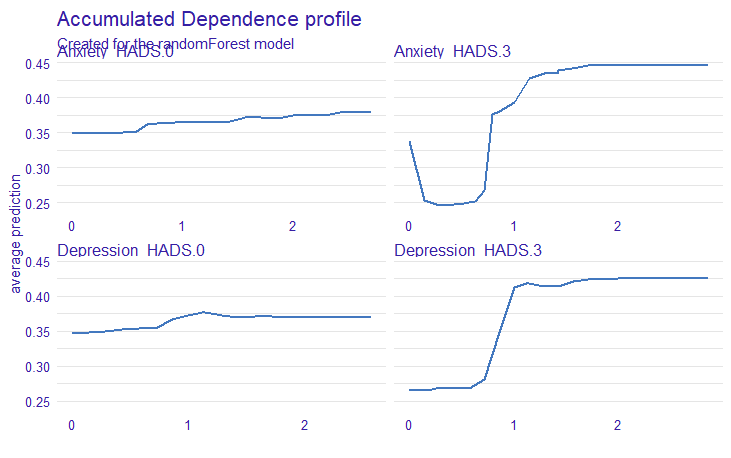 Accumulated Dependence profile
Created for the randomForest model
Anxiety HADS.0
Anxiety HADS.3
0.45
0.40
0.35
0.30
0.25
0 1 2
0 1 2
average prediction
Depression HADS.0
Depression HADS.3
0.45
0.40
0.35
0.30
0.25
0 1 2
0 1 2